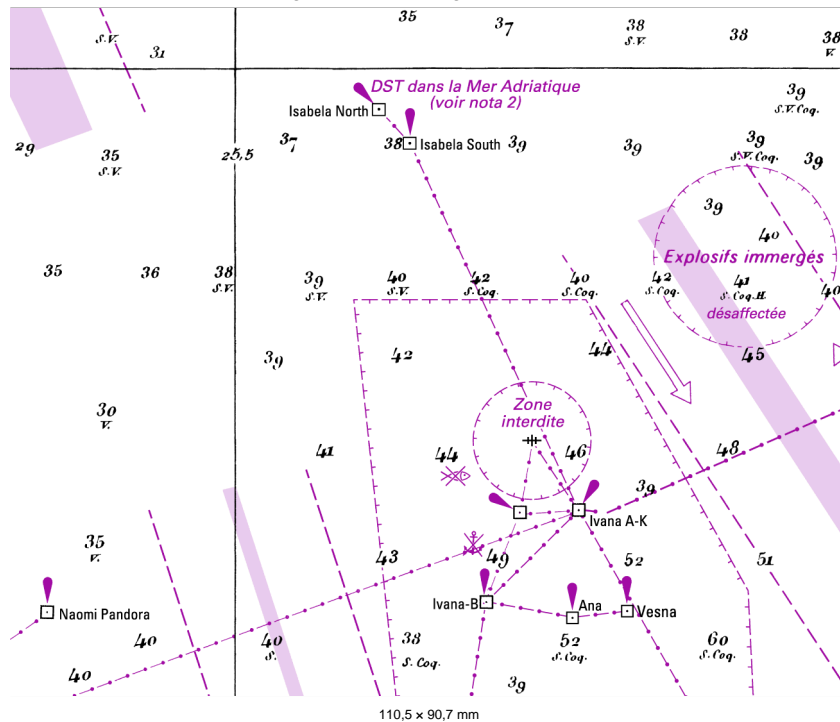 35
37
38
S.V.
38
38
V.
S.V.
31
DST dans la Mer Adriatique
(voir nota 2)
Isabela North
39
S.V.Coq.
29
35
S.V.
25,5
37
38
Isabela South
39
39
39
S.V.Coq.
39
39
40
Explosifs immergés
35
36
38
S.V.
39
S.V.
40
S.V.
42
S.Coq.
40
S.Coq.
42
S.Coq.
41
S.Coq.H.
40
désaffectée
39
42
44
45
30
V.
Zone
interdite
41
44
46
48
39
Ivana A-K
35
V.
43
49
52
51
Naomi Pandora
Ivana-B
Ana
Vesna
40
40
S.
38
S.Coq.
52
S.Coq.
60
S.Coq.
40
39
110,5 × 90,7 mm